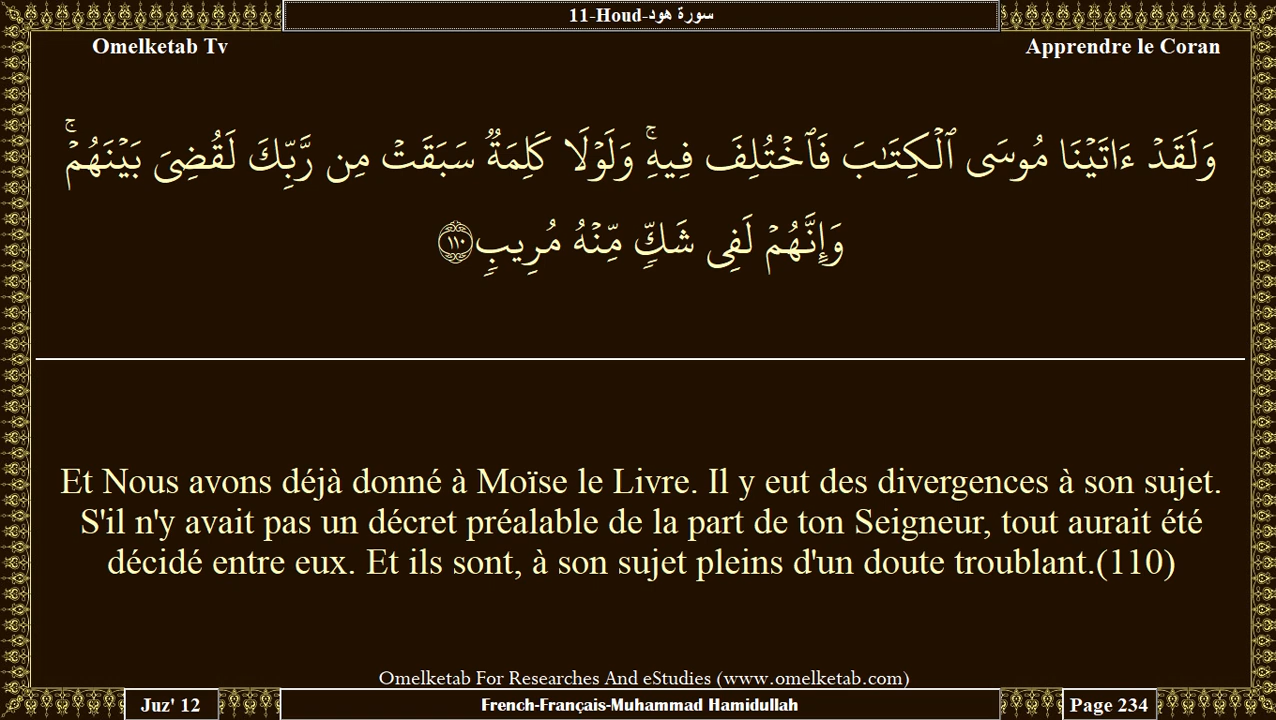 11-Houd-سورة هود
Omelketab Tv
Apprendre le Coran
وَلَقَدۡ ءَاتَيۡنَا مُوسَى ٱلۡكِتَٰبَ فَٱخۡتُلِفَ فِيهِۚ وَلَوۡلَا كَلِمَةٞ سَبَقَتۡ مِن رَّبِّكَ لَقُضِيَ بَيۡنَهُمۡۚ
وَإِنَّهُمۡ لَفِي شَكّٖ مِّنۡهُ مُرِيبٖ ١١٠
Et Nous avons déjà donné à Moïse le Livre. Il y eut des divergences à son sujet.
S'il n'y avait pas un décret préalable de la part de ton Seigneur, tout aurait été
décidé entre eux. Et ils sont, à son sujet pleins d'un doute troublant.(110)
Omelketab For Researches And eStudies (www.omelketab.com)
Juz' 12
French-Français-Muhammad Hamidullah
Page 234